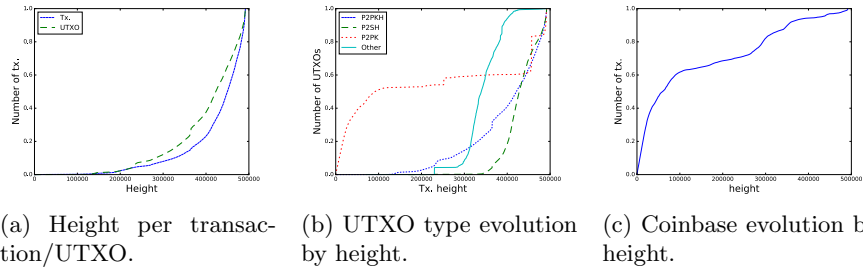 1.0
0.8
0.6
0.4
0.2
0.0
Number of tx.
Tx.
UTXO
0 100000 200000 300000 400000 500000
Height
1.0
0.8
0.6
0.4
0.2
0.0
Number of UTXOs
P2PKH
P2SH
P2PK
Other
0 100000 200000 300000 400000 500000
Tx. height
1.0
0.8
0.6
0.4
0.2
0.0
Number of tx.
0 100000 200000 300000 400000 500000
height
(a) Height per transac-
tion/UTXO.
(b) UTXO type evolution
by height.
(c) Coinbase evolution b
height.